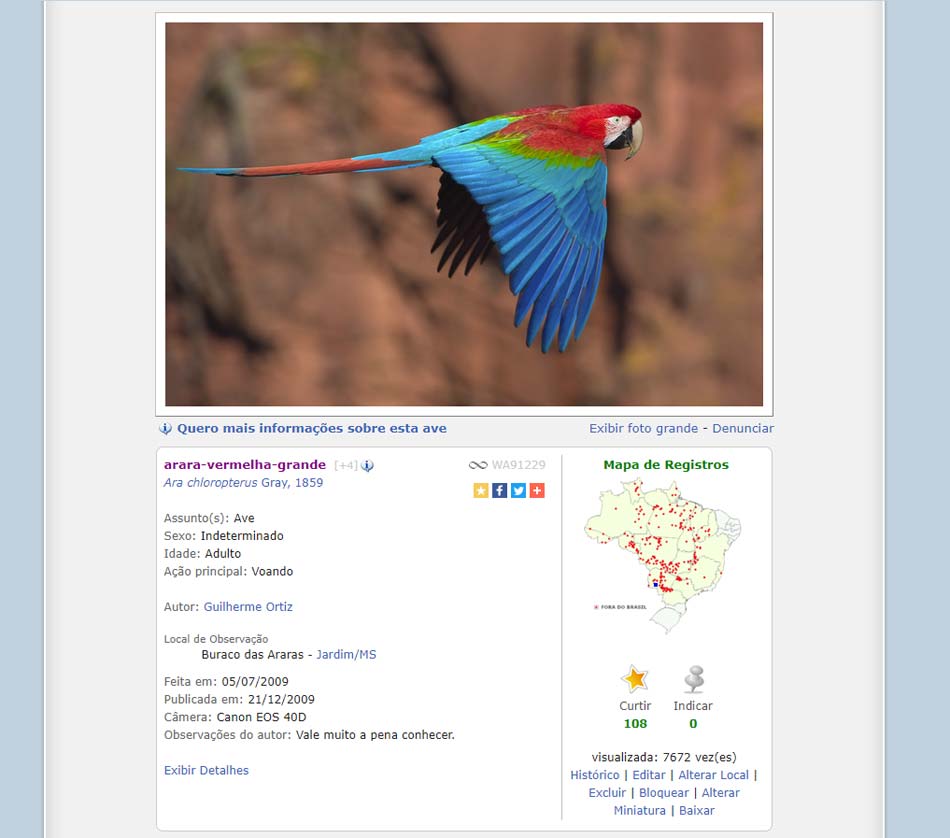 Quero mais informações sobre esta ave
Exibir foto grande - Denunciar
arara-vermelha-grande [+4]
WA91229
Ara chloropterus Gray, 1859
Assunto(s): Ave
Sexo: Indeterminado
Idade: Adulto
Ação principal: Voando
Autor: Guilherme Ortiz
Local de Observação
Buraco das Araras - Jardim/MS
Feita em: 05/07/2009
Publicada em: 21/12/2009
Câmera: Canon EOS 40D
Observações do autor: Vale muito a pena conhecer.
Exibir Detalhes
Mapa de Registros
FORA DO BRASIL
Curtir Indicar
108 0
visualizada: 7672 vez(es)
Histórico | Editar | Alterar Local |
Excluir | Bloquear | Alterar
Miniatura | Baixar